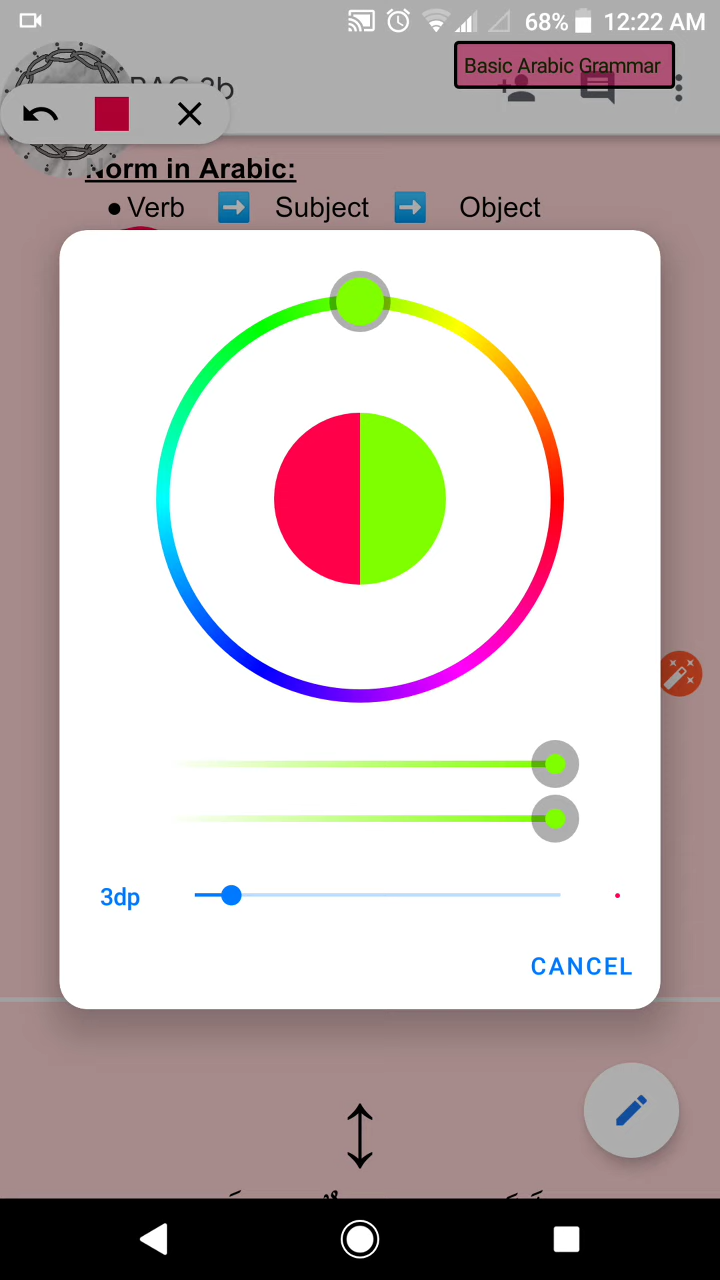 68% 12:22 AM
Basic Arabic Grammar
Norm in Arabic:
● Verb ➡ Subject ➡ Object
3dp
CANCEL